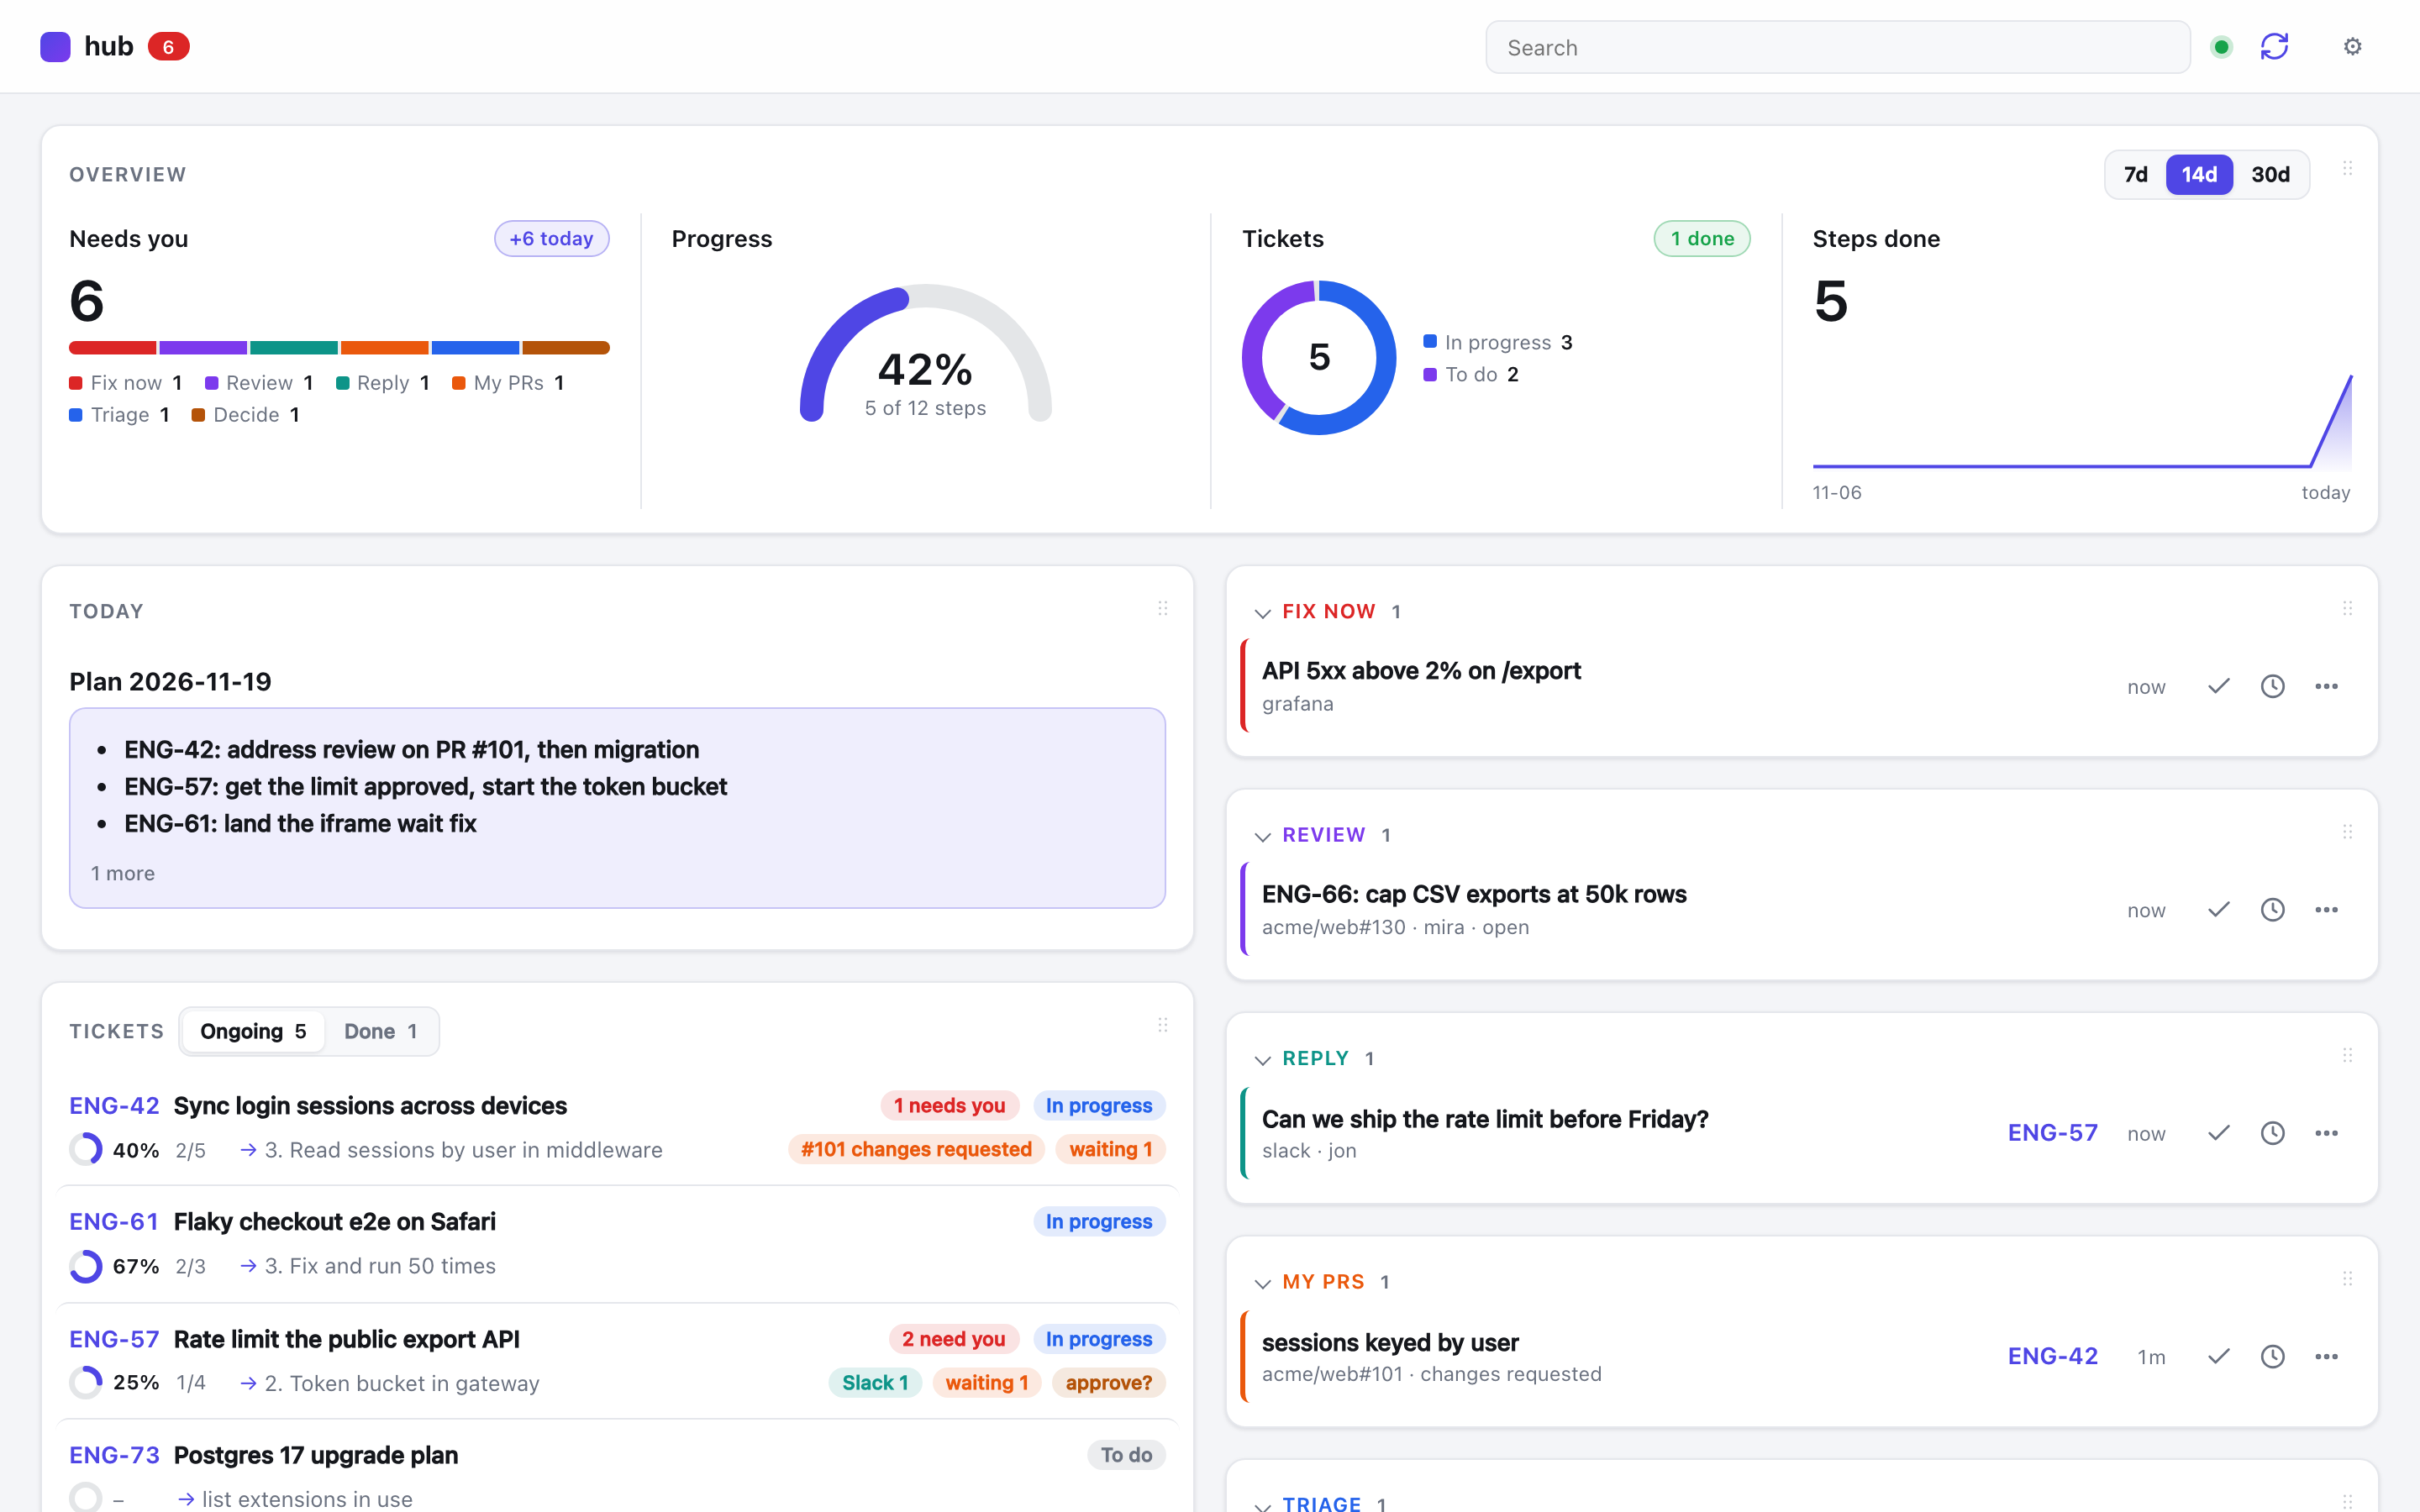 hub 6
Search
OVERVIEW
7d 14d 30d
Needs you +6 today
6
Fix now 1 Review 1 Reply 1 My PRs 1
Triage 1 Decide 1
Progress
42%
5 of 12 steps
Tickets 1 done
5
In progress 3
To do 2
Steps done
5
11-06 today
TODAY
Plan 2026-11-19
• ENG-42: address review on PR #101, then migration
• ENG-57: get the limit approved, start the token bucket
• ENG-61: land the iframe wait fix
1 more
TICKETS Ongoing 5 Done 1
ENG-42 Sync login sessions across devices 1 needs you In progress
40% 2/5 → 3. Read sessions by user in middleware #101 changes requested waiting 1
ENG-61 Flaky checkout e2e on Safari In progress
67% 2/3 → 3. Fix and run 50 times
ENG-57 Rate limit the public export API 2 need you In progress
25% 1/4 → 2. Token bucket in gateway Slack 1 waiting 1 approve?
ENG-73 Postgres 17 upgrade plan To do
– → list extensions in use
FIX NOW 1
API 5xx above 2% on /export
grafana
now
REVIEW 1
ENG-66: cap CSV exports at 50k rows
acme/web#130 · mira · open
now
REPLY 1
Can we ship the rate limit before Friday?
slack · jon
ENG-57 now
MY PRS 1
sessions keyed by user
acme/web#101 · changes requested
ENG-42 1m
TRIAGE 1